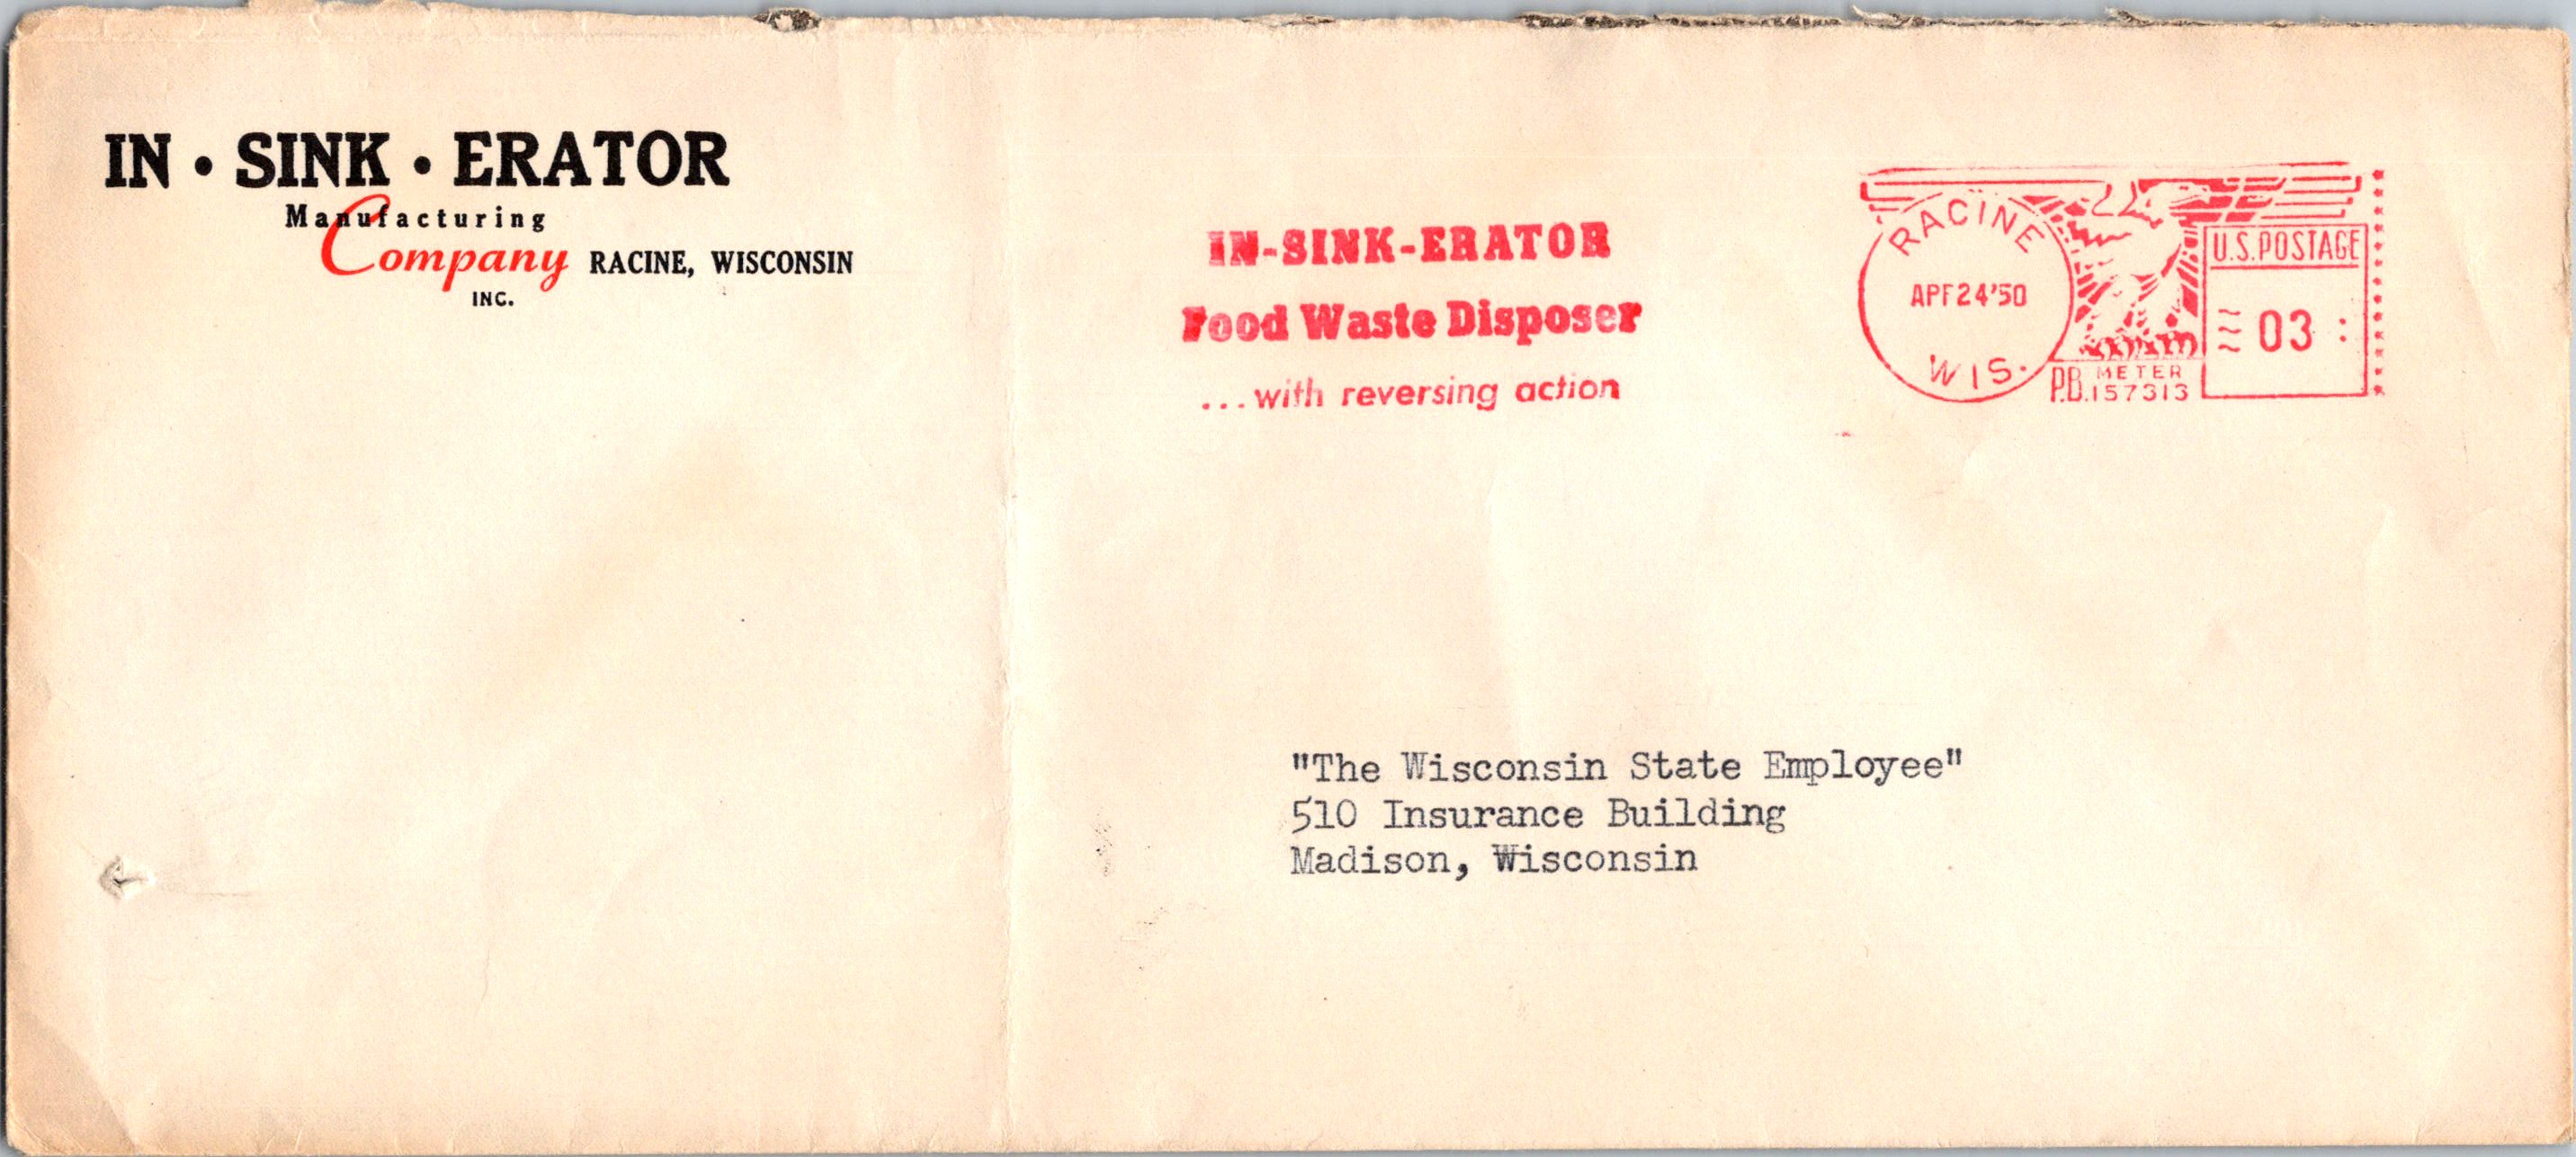 IN • SINK • ERATOR
Manufacturing
Company RACINE, WISCONSIN
INC.
IN-SINK-ERATOR
Food Waste Disposer
...with reversing action
RACINE
APR 24 '50
WIS.
P.B. METER
157313
U.S. POSTAGE
03
"The Wisconsin State Employee"
510 Insurance Building
Madison, Wisconsin